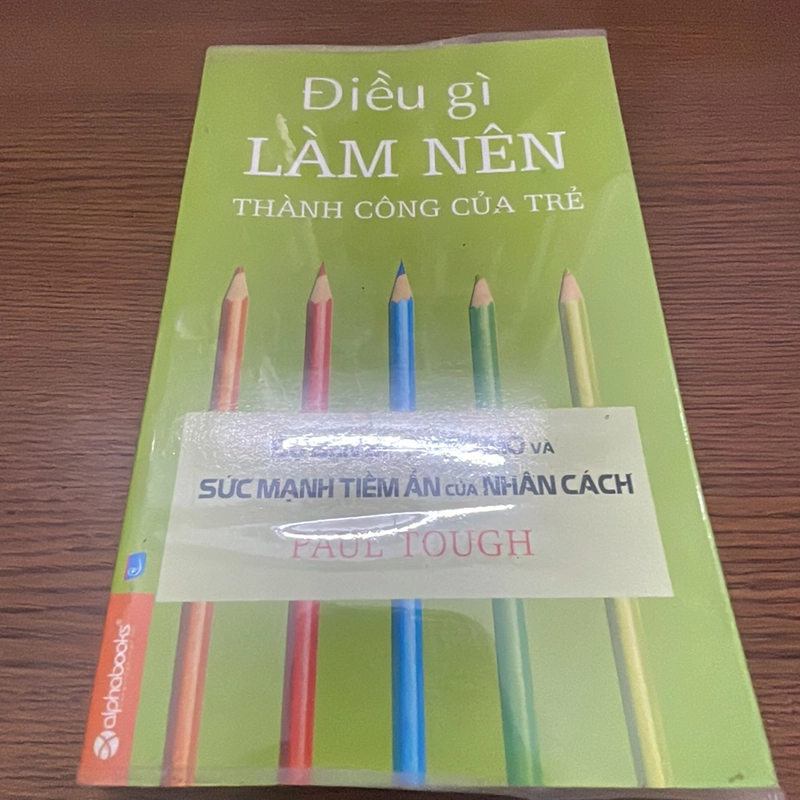 Điều gì
LÀM NÊN
THÀNH CÔNG CỦA TRẺ
VÀ
SỨC MẠNH TIỀM ẨN CỦA NHÂN CÁCH
PAUL TOUGH
alphabooks®